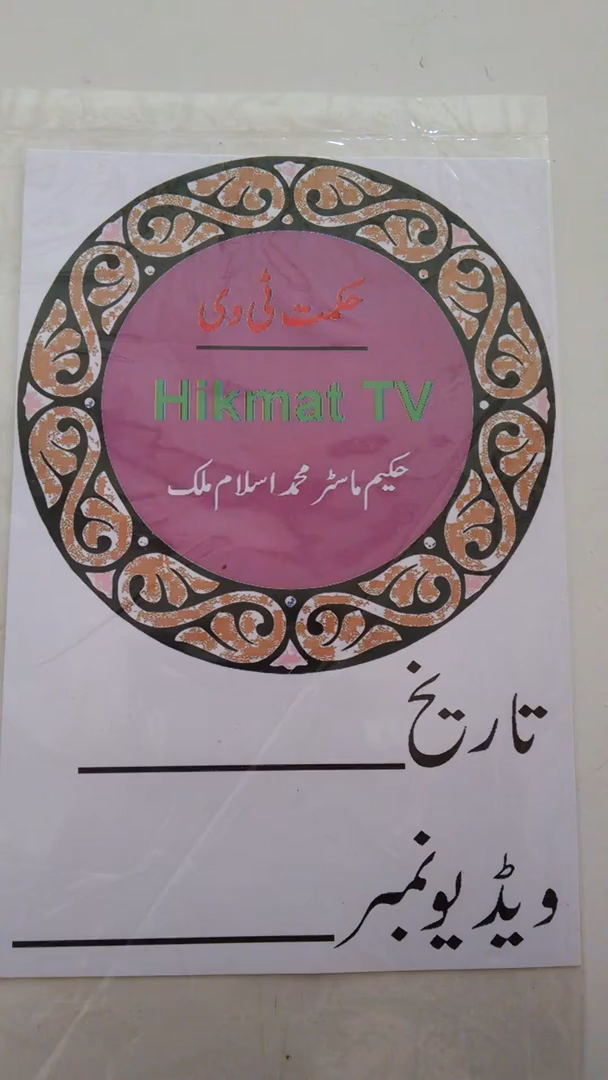 حکمت ٹی وی
Hikmat TV
حکیم ماسٹر محمد اسلام ملک
تاریخ
ویڈیو نمبر